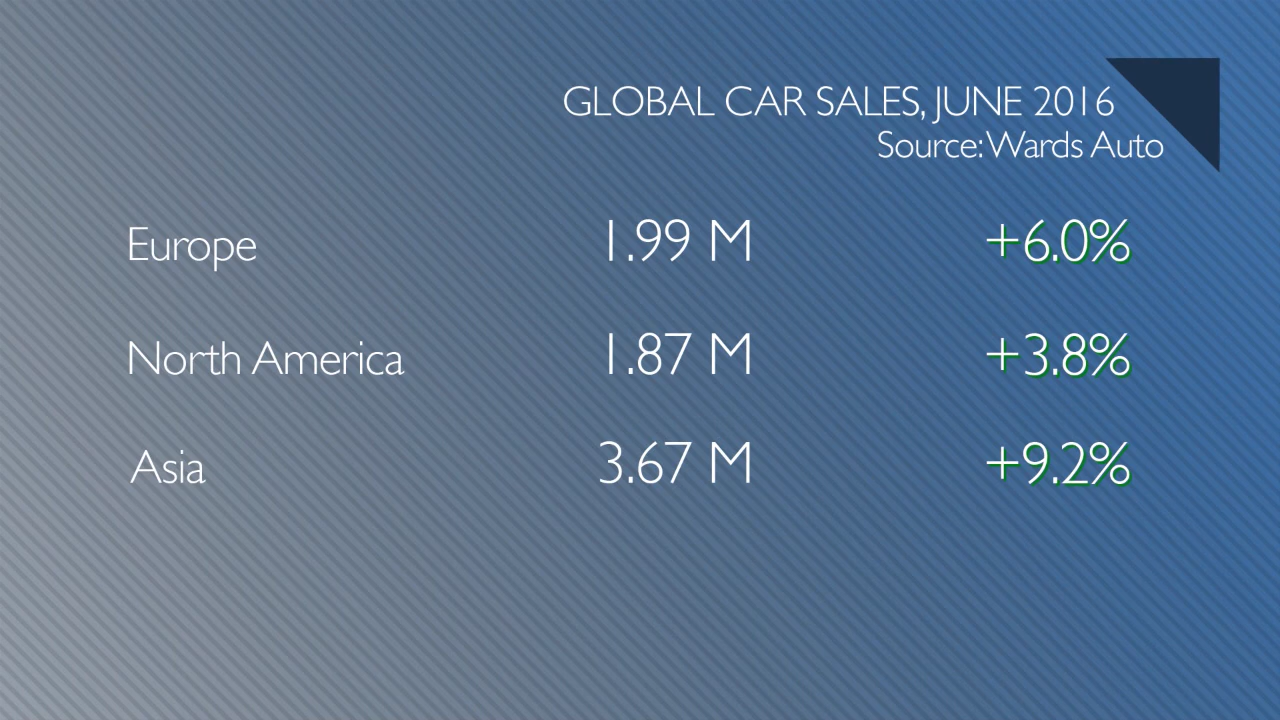 GLOBAL CAR SALES, JUNE 2016
Source: Wards Auto
Europe 1.99 M +6.0%
North America 1.87 M +3.8%
Asia 3.67 M +9.2%